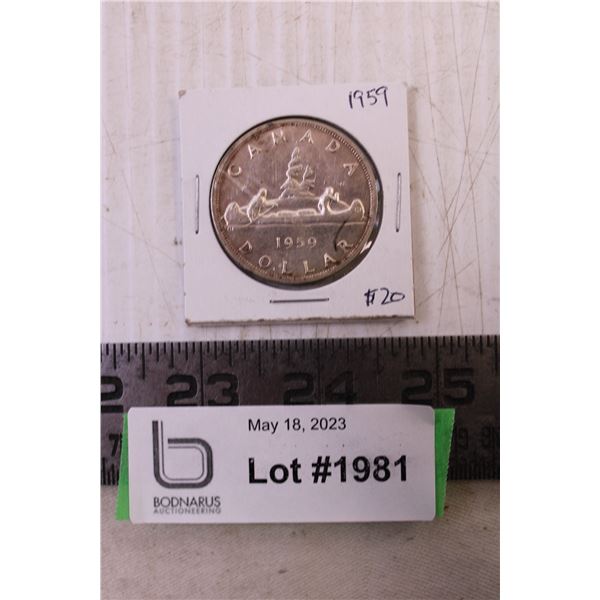 1959
CANADA
1959
DOLLAR
$20
22 23 24 25
May 18, 2023
Lot #1981
BODNARUS
AUCTIONEERING